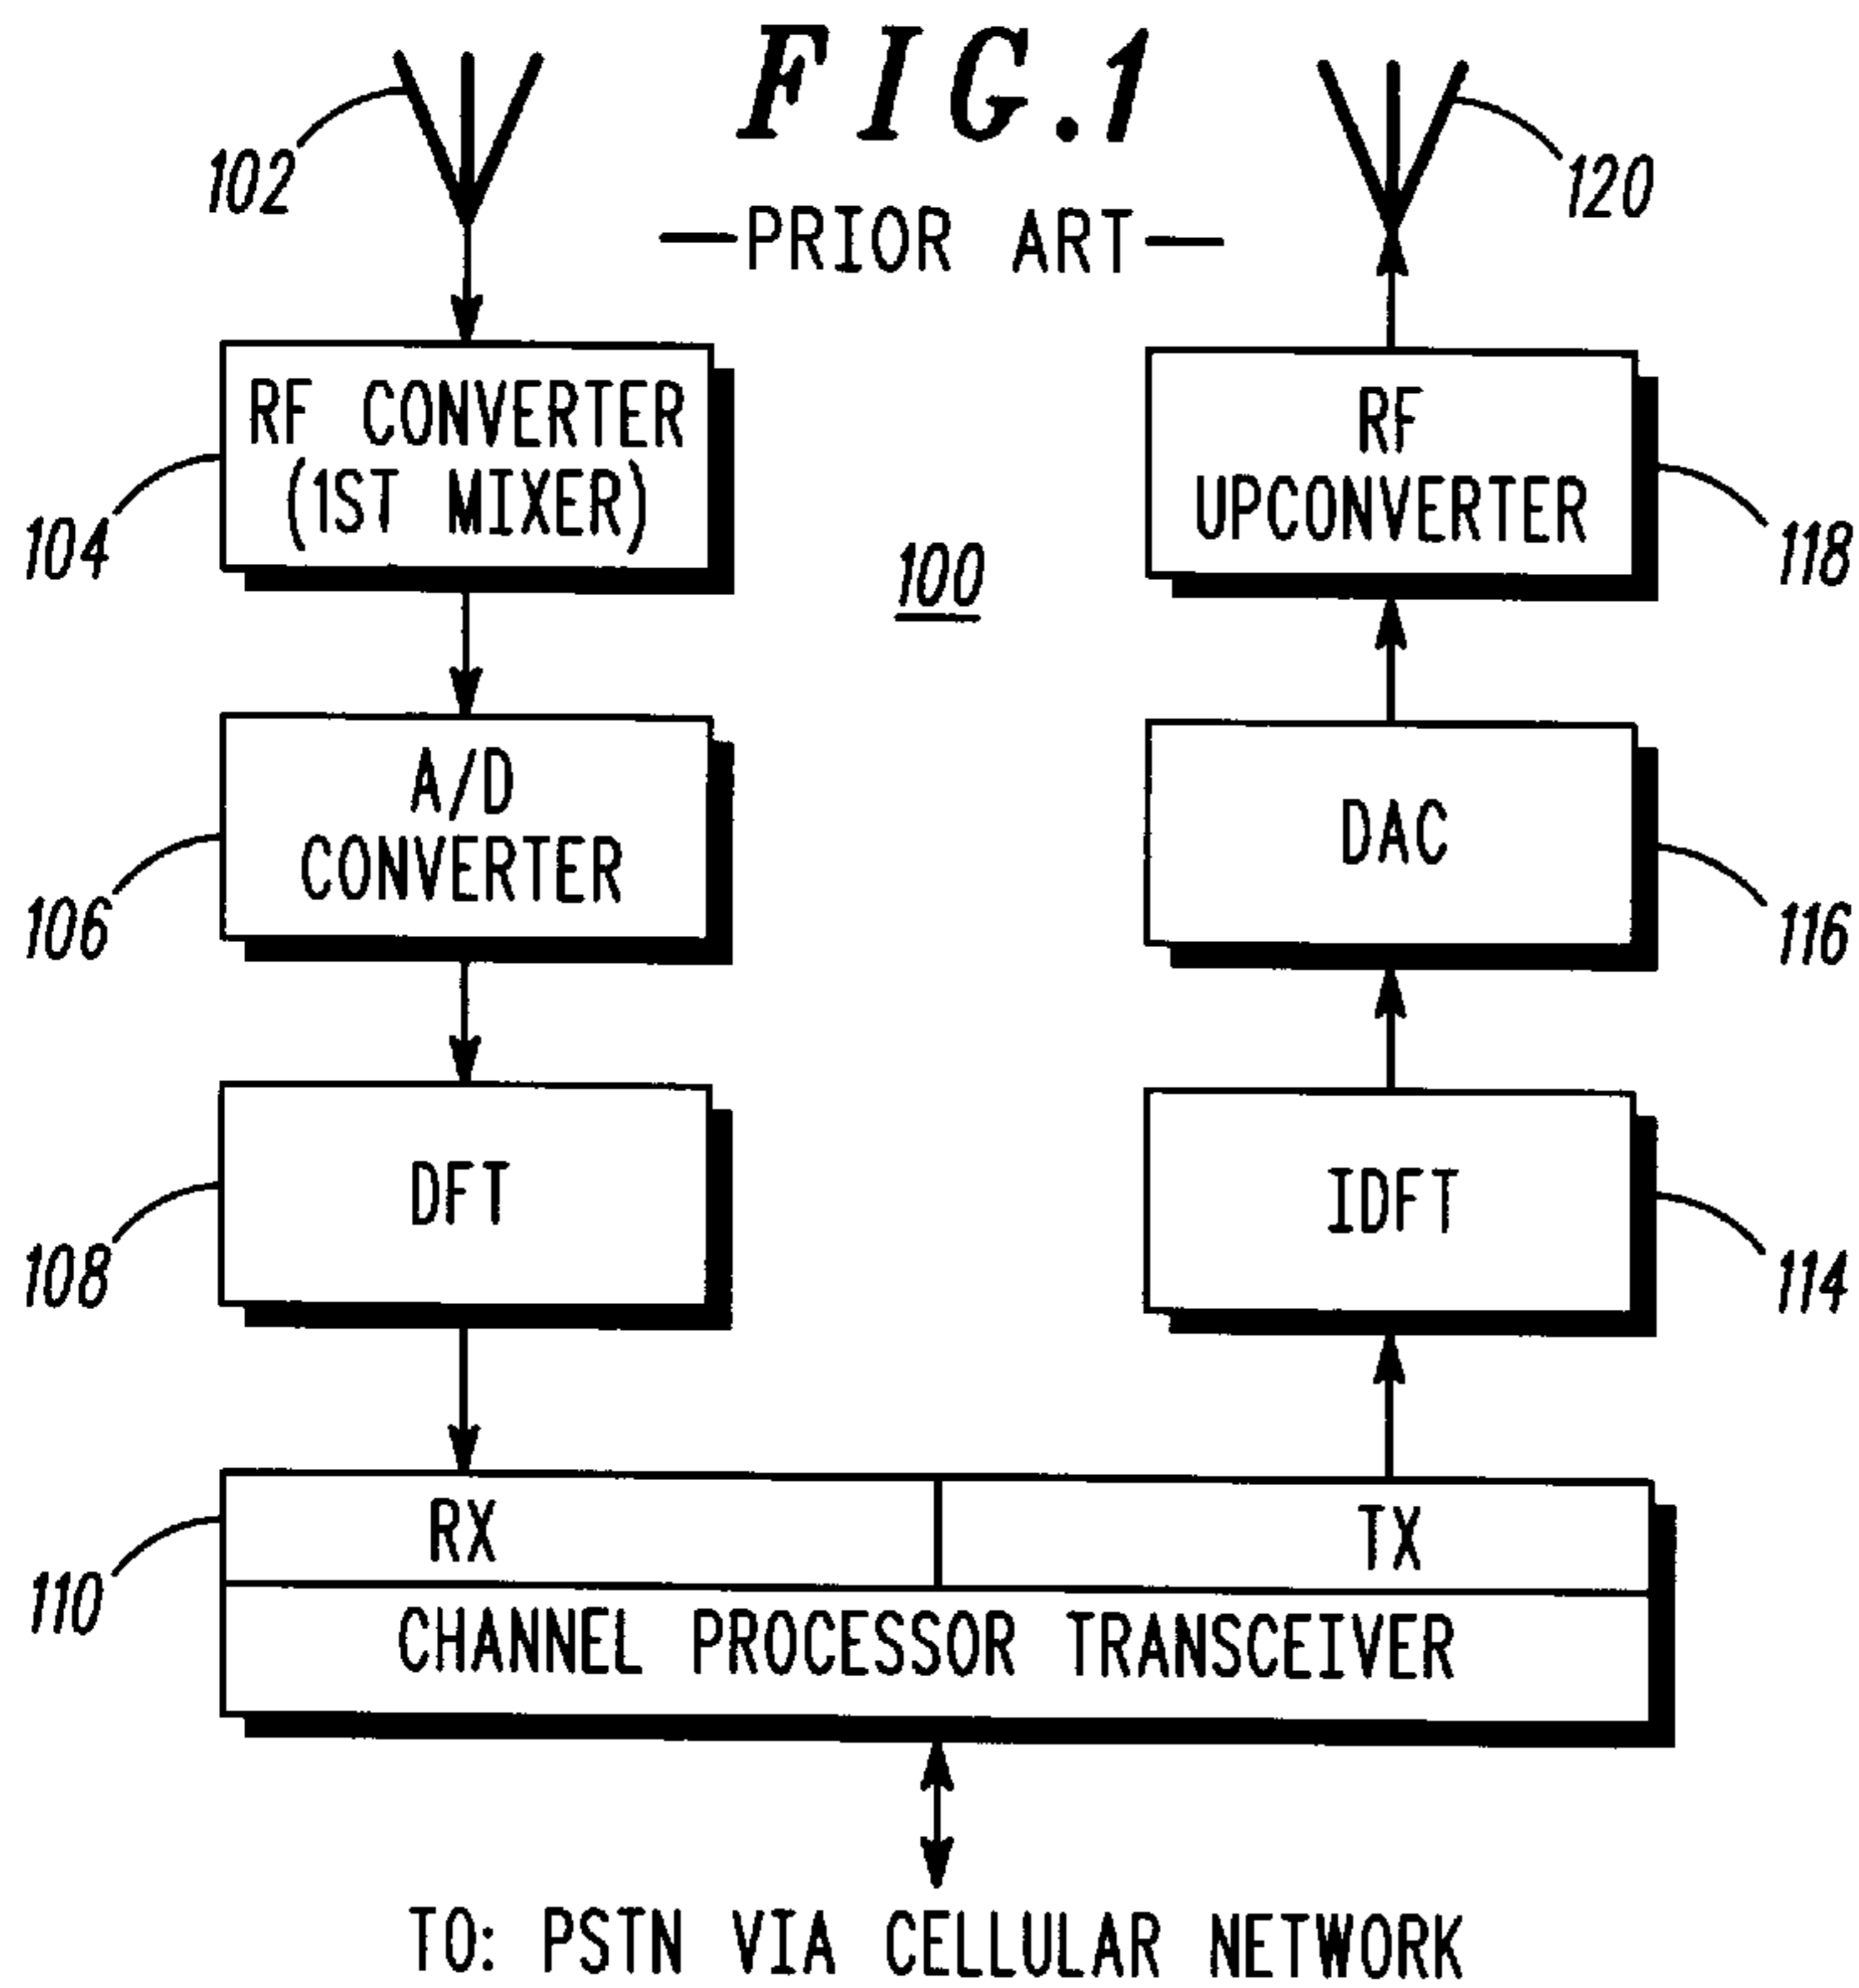 FIG.1
—PRIOR ART—
102
120
RF CONVERTER
(1ST MIXER)
104
RF
UPCONVERTER
118
100
A/D
CONVERTER
106
DAC
116
DFT
108
IDFT
114
RX
TX
110
CHANNEL PROCESSOR TRANSCEIVER
TO: PSTN VIA CELLULAR NETWORK